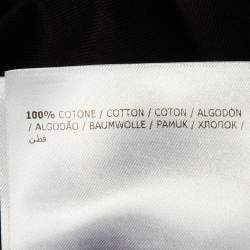 100% COTONE / COTTON / COTON / ALGODÓN
/ ALGODÃO / BAUMWOLLE / PAMUK / ХЛОПОК /
قطن